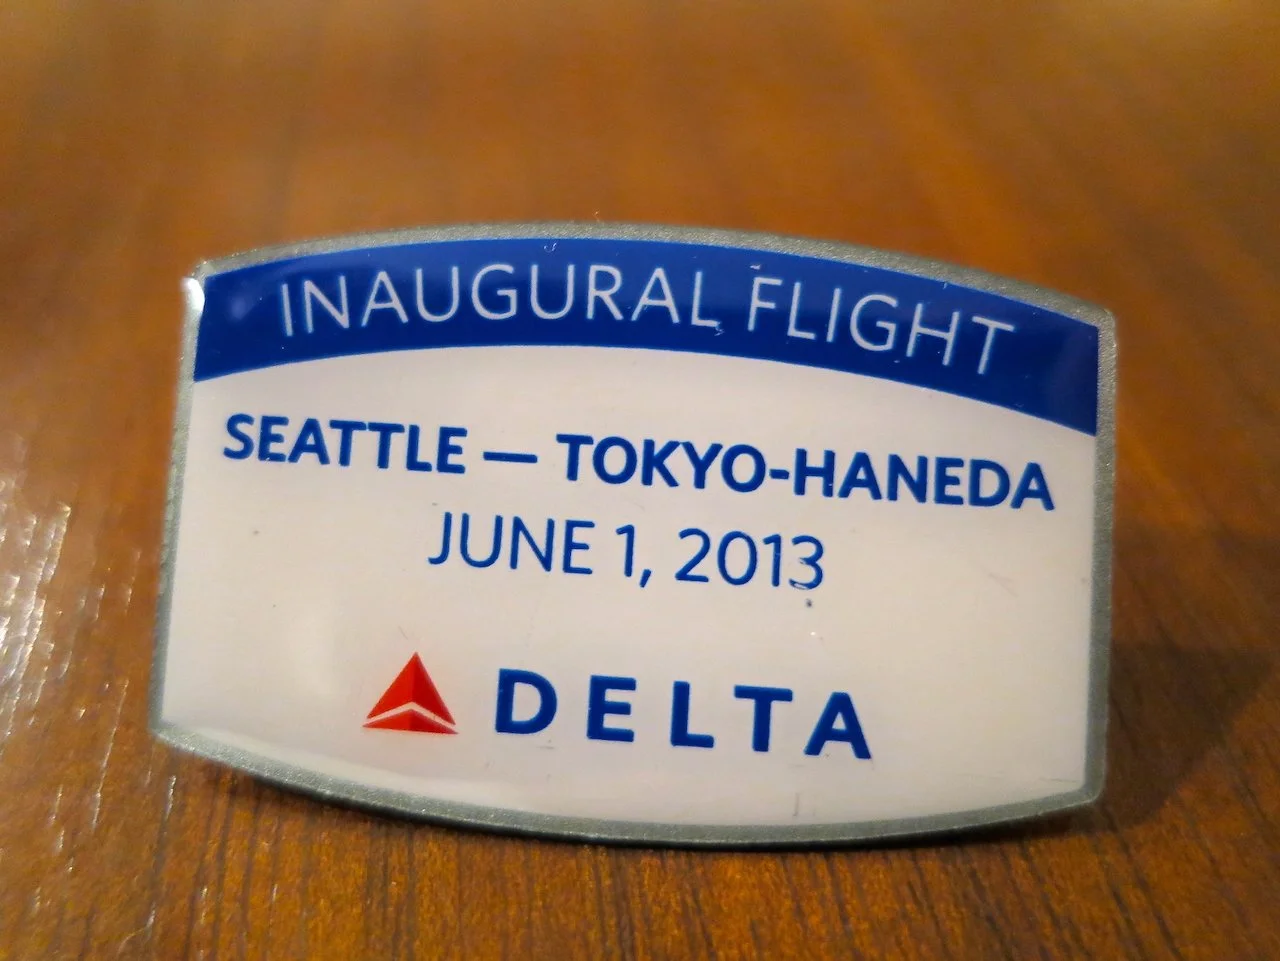 INAUGURAL FLIGHT
SEATTLE — TOKYO-HANEDA
JUNE 1, 2013
DELTA